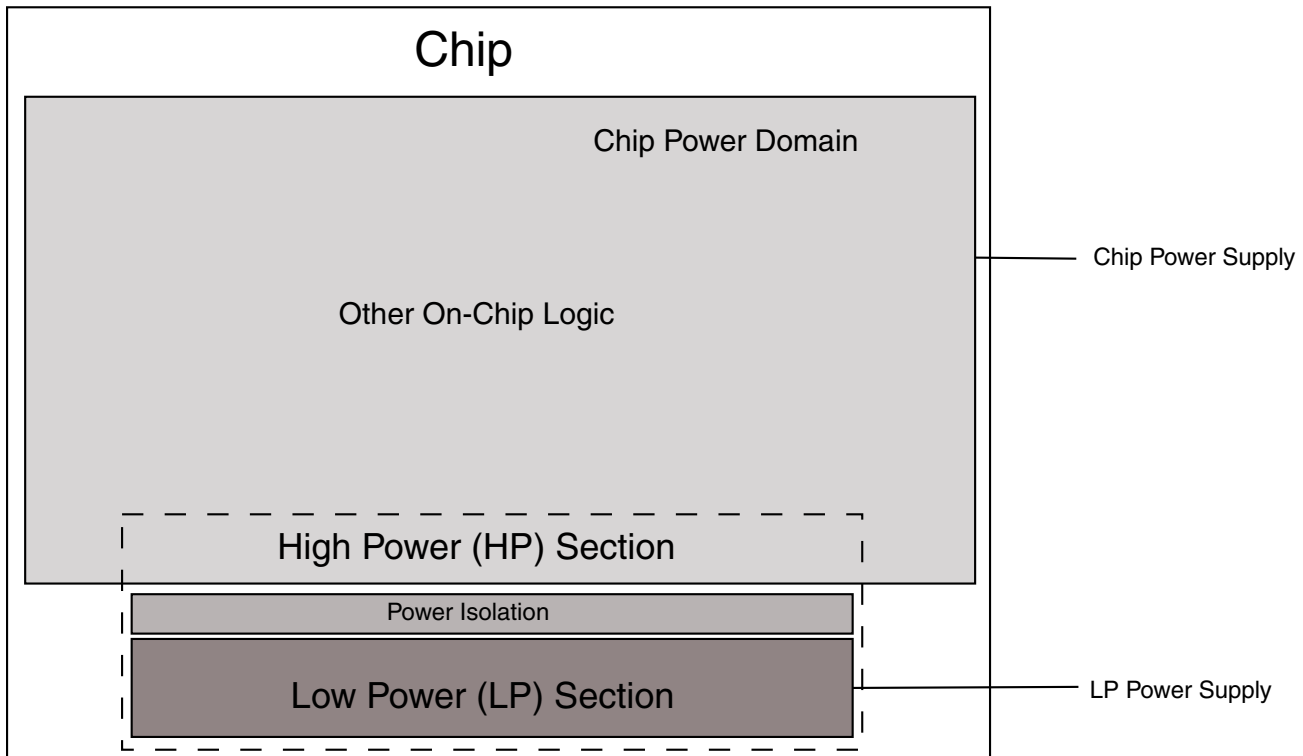 Chip
Chip Power Domain
Chip Power Supply
Other On-Chip Logic
High Power (HP) Section
Power Isolation
Low Power (LP) Section
LP Power Supply